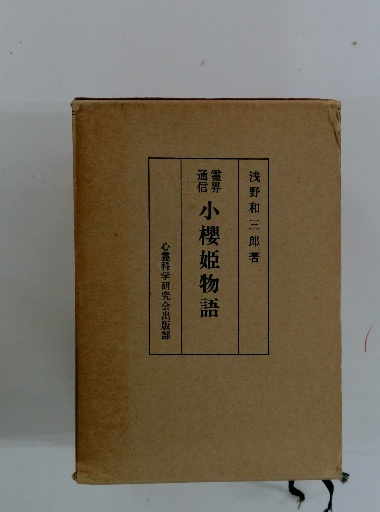 浅野和三郎著
霊界
通信
小櫻姫物語
心霊科学研究会出版部